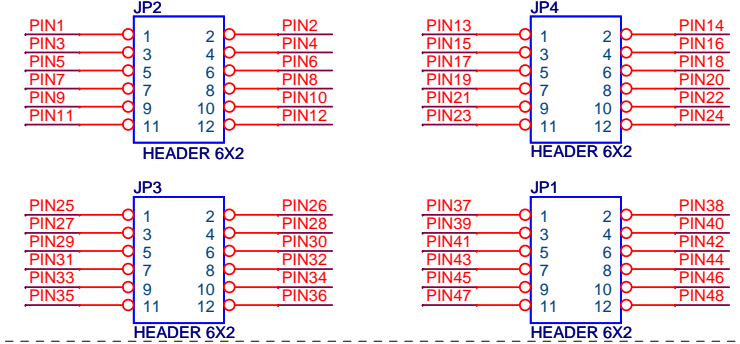 JP2
PIN1 1 2 PIN2
PIN3 3 4 PIN4
PIN5 5 6 PIN6
PIN7 7 8 PIN8
PIN9 9 10 PIN10
PIN11 11 12 PIN12
HEADER 6X2
JP4
PIN13 1 2 PIN14
PIN15 3 4 PIN16
PIN17 5 6 PIN18
PIN19 7 8 PIN20
PIN21 9 10 PIN22
PIN23 11 12 PIN24
HEADER 6X2
JP3
PIN25 1 2 PIN26
PIN27 3 4 PIN28
PIN29 5 6 PIN30
PIN31 7 8 PIN32
PIN33 9 10 PIN34
PIN35 11 12 PIN36
HEADER 6X2
JP1
PIN37 1 2 PIN38
PIN39 3 4 PIN40
PIN41 5 6 PIN42
PIN43 7 8 PIN44
PIN45 9 10 PIN46
PIN47 11 12 PIN48
HEADER 6X2